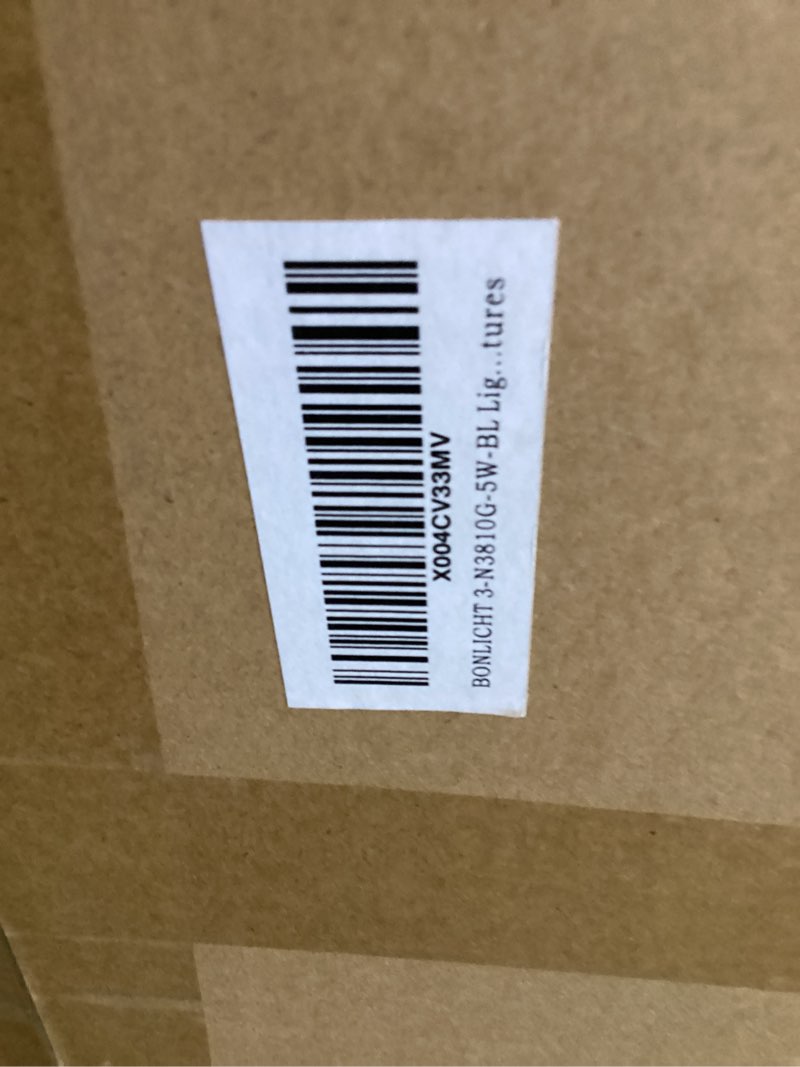 X004CV33MV
BONLICHT 3-N3810G-5W-BL Lig...tures